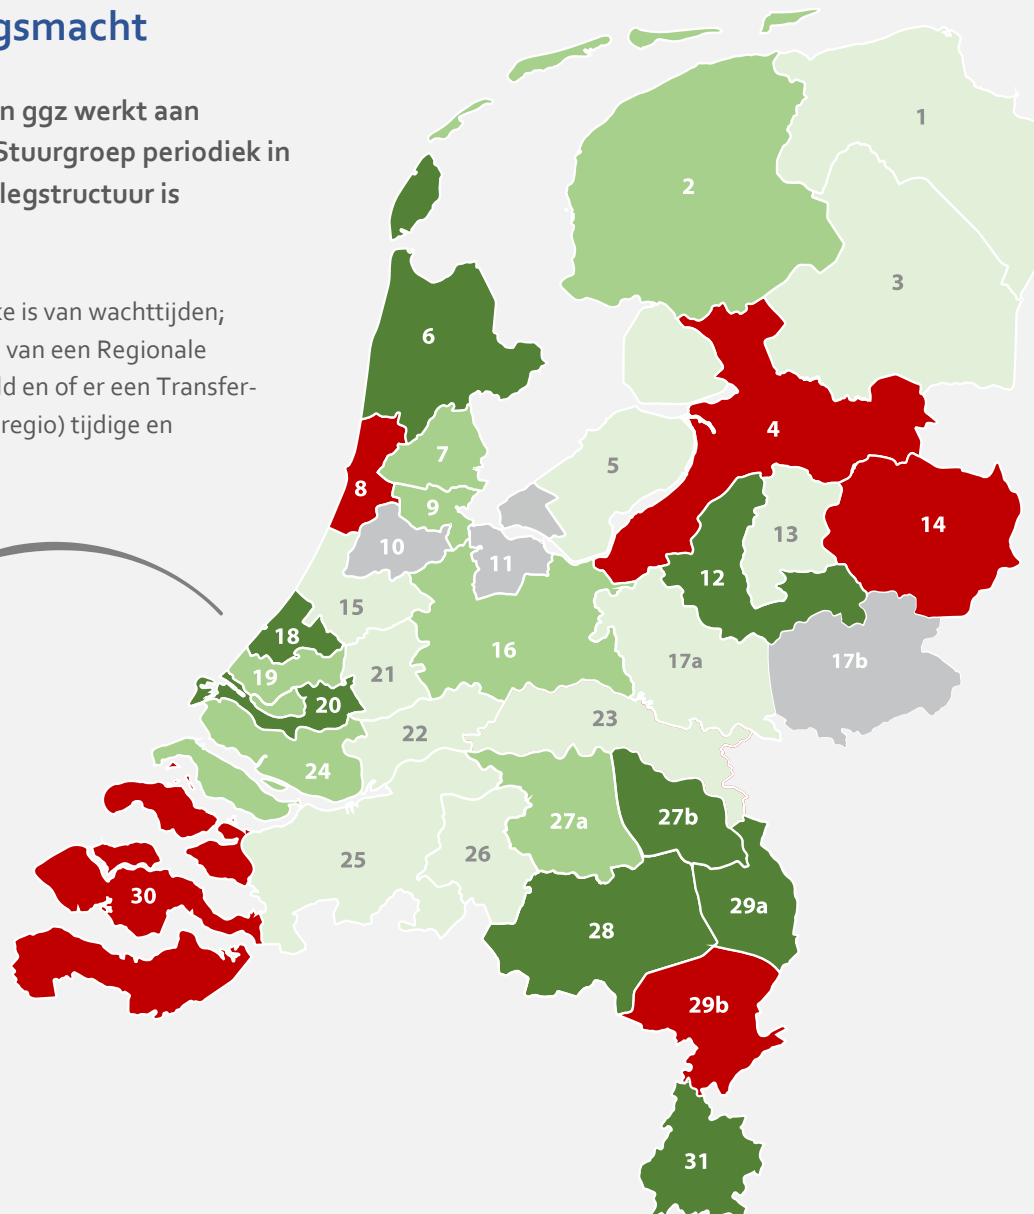 gsmacht
n ggz werkt aan
Stuurgroep periodiek in
legstructuur is
ke is van wachttijden;
van een Regionale
ld en of er een Transfer-
regio) tijdige en
1
2
3
6
4
7
5
8
9
14
13
10
11
12
15
18
16
17a
17b
21
19
20
23
22
24
27b
27a
26
25
30
29a
28
29b
31